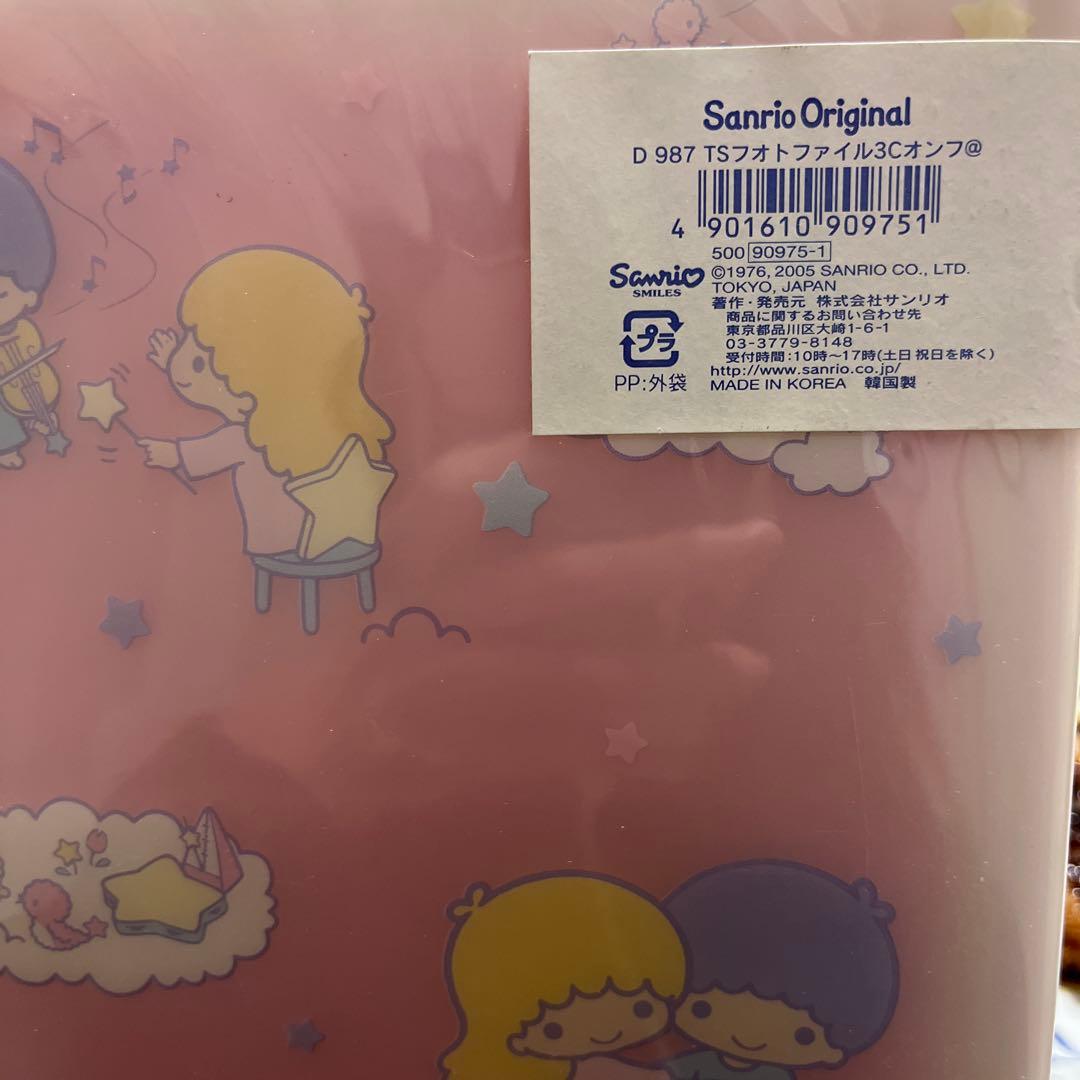 Sanrio Original
D 987 TSフオトファイル3Cオンフ@
4 901610 909751
500 90975-1
Sanrio SMILES
©1976, 2005 SANRIO CO., LTD.
TOKYO, JAPAN
著作・発売元 株式会社サンリオ
商品に関するお問い合わせ先
東京都品川区大崎1-6-1
03-3779-8148
受付時間:10時～17時(土日祝日を除く)
http://www.sanrio.co.jp/
プラ
PP:外袋
MADE IN KOREA 韓国製